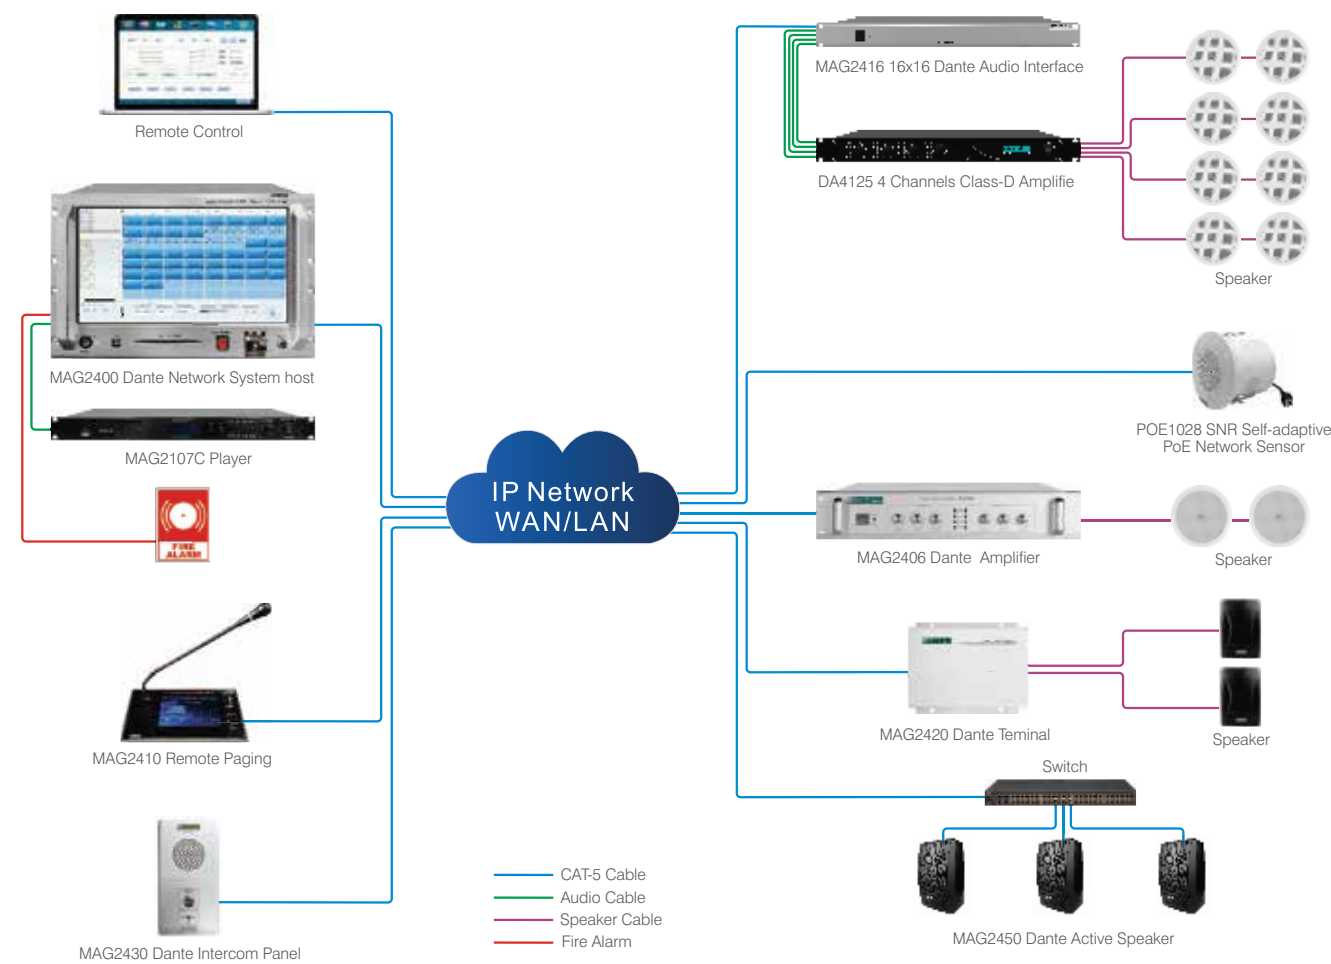 Remote Control
MAG2400 Dante Network System host
MAG2107C Player
FIRE
ALARM
MAG2410 Remote Paging
MAG2430 Dante Intercom Panel
IP Network
WAN/LAN
MAG2416 16x16 Dante Audio Interface
DA4125 4 Channels Class-D Amplifie
Speaker
POE1028 SNR Self-adaptive
PoE Network Sensor
MAG2406 Dante Amplifier
Speaker
MAG2420 Dante Teminal
Speaker
Switch
MAG2450 Dante Active Speaker
CAT-5 Cable
Audio Cable
Speaker Cable
Fire Alarm